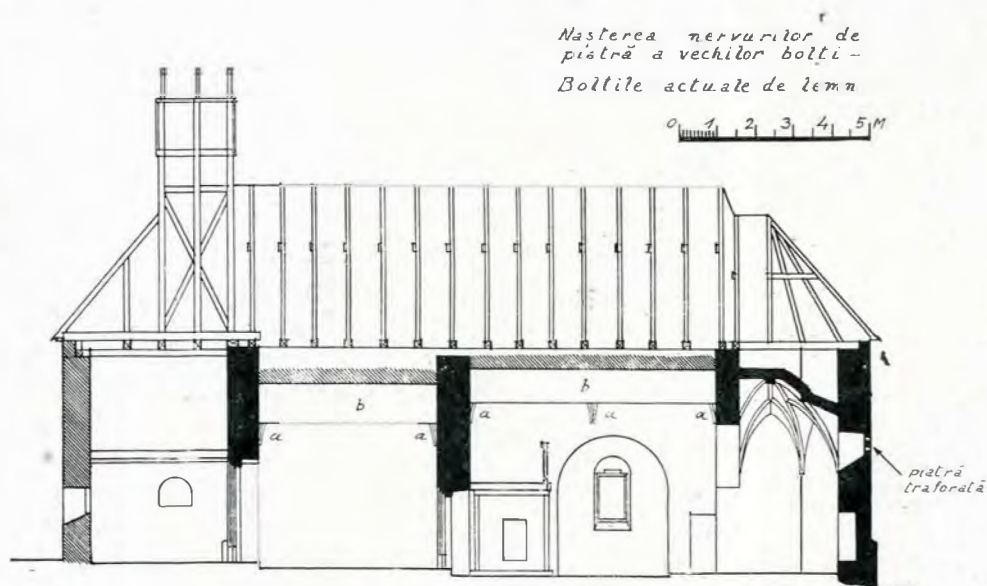 Nasterea nervurilor de
piatră a vechilor bolti –
Boltile actuale de lemn
0 1 2 3 4 5 M
b
b
a
a
a
a
a
piatră
traforată